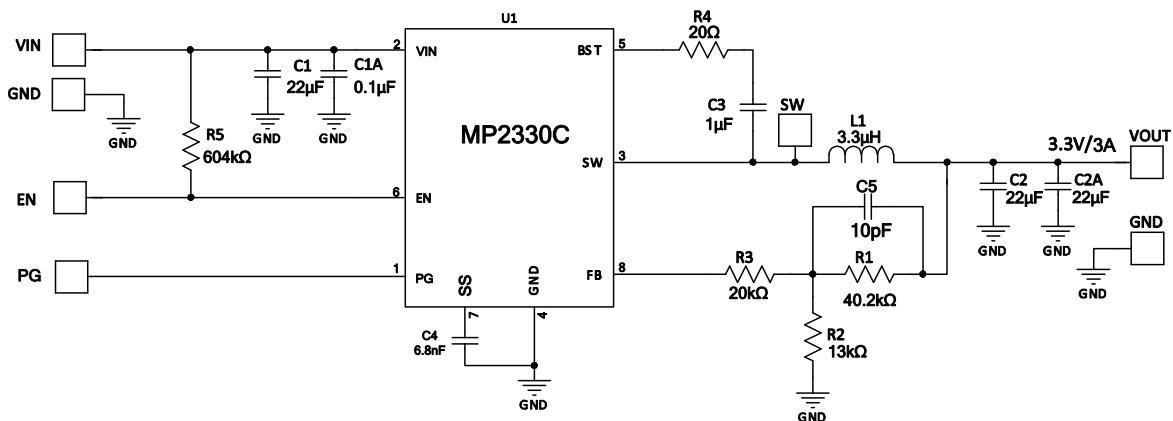 U1
VIN
GND
GND
R5
604kΩ
C1
22µF
GND
C1A
0.1µF
GND
EN
PG
2
VIN
6
EN
1
PG
MP2330C
BST
5
SW
3
FB
8
SS
7
GND
4
C4
6.8nF
GND
R4
20Ω
C3
1µF
SW
L1
3.3µH
C5
10pF
R3
20kΩ
R1
40.2kΩ
R2
13kΩ
GND
3.3V/3A
VOUT
C2
22µF
GND
C2A
22µF
GND
GND
GND